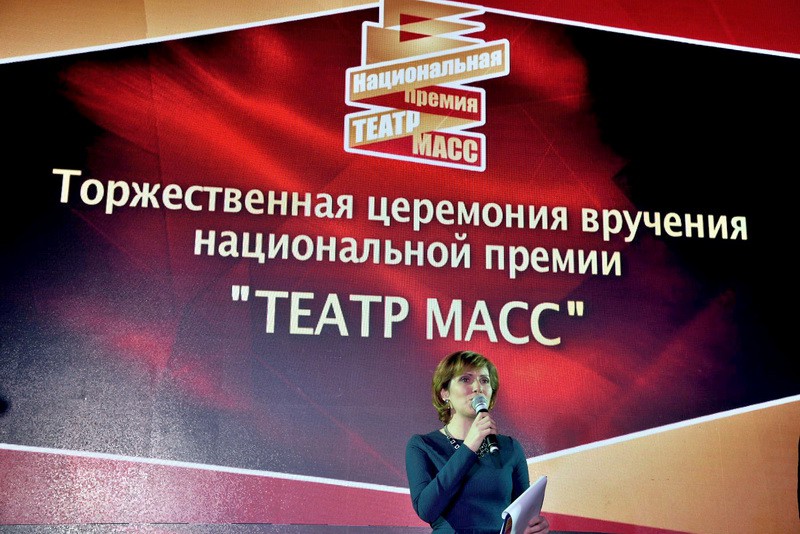 Национальная
премия
ТЕАТР
МАСС
Торжественная церемония вручения
национальной премии
"ТЕАТР МАСС"